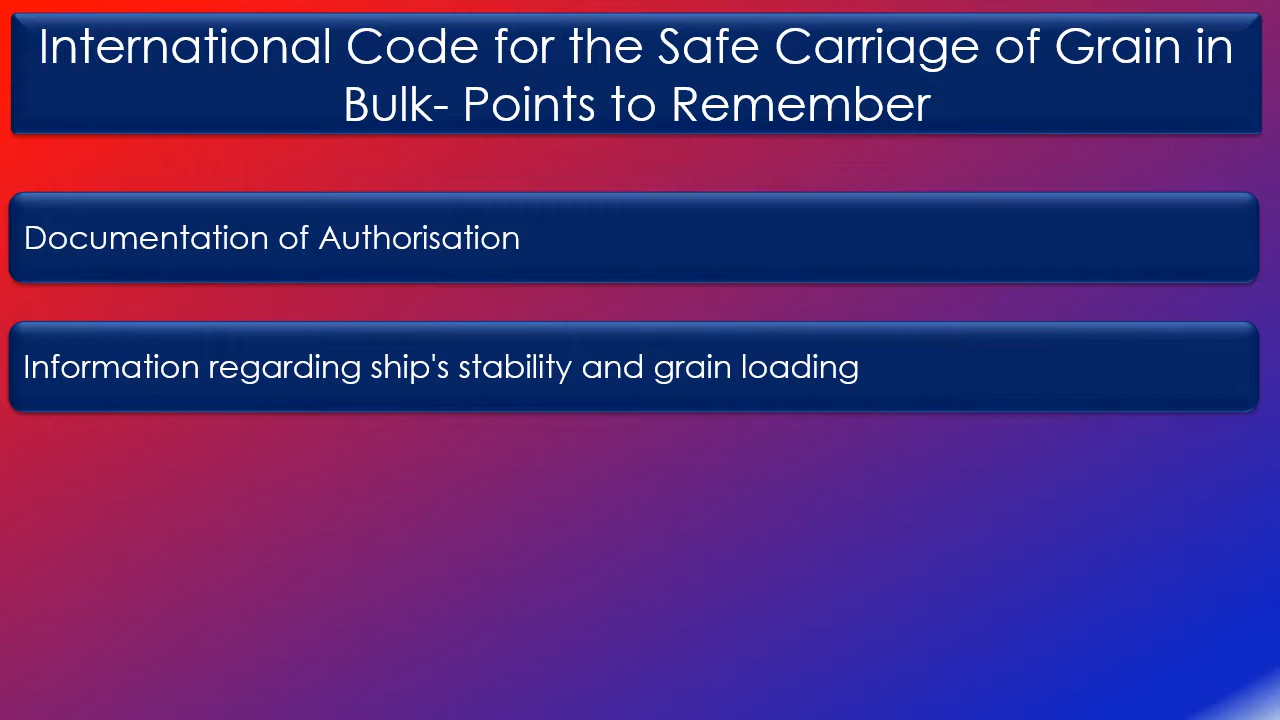 International Code for the Safe Carriage of Grain in
Bulk- Points to Remember
Documentation of Authorisation
Information regarding ship's stability and grain loading